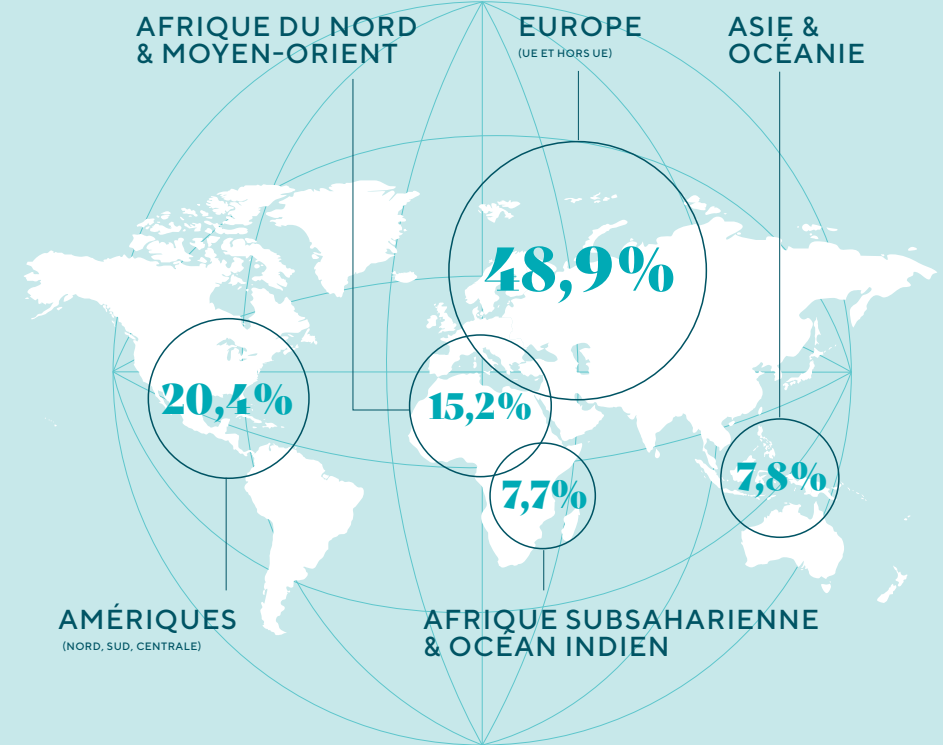 AFRIQUE DU NORD
& MOYEN-ORIENT
EUROPE
(UE ET HORS UE)
ASIE &
OCÉANIE
48,9%
20,4%
15,2%
7,7%
7,8%
AMÉRIQUES
(NORD, SUD, CENTRALE)
AFRIQUE SUBSAHARIENNE
& OCÉAN INDIEN